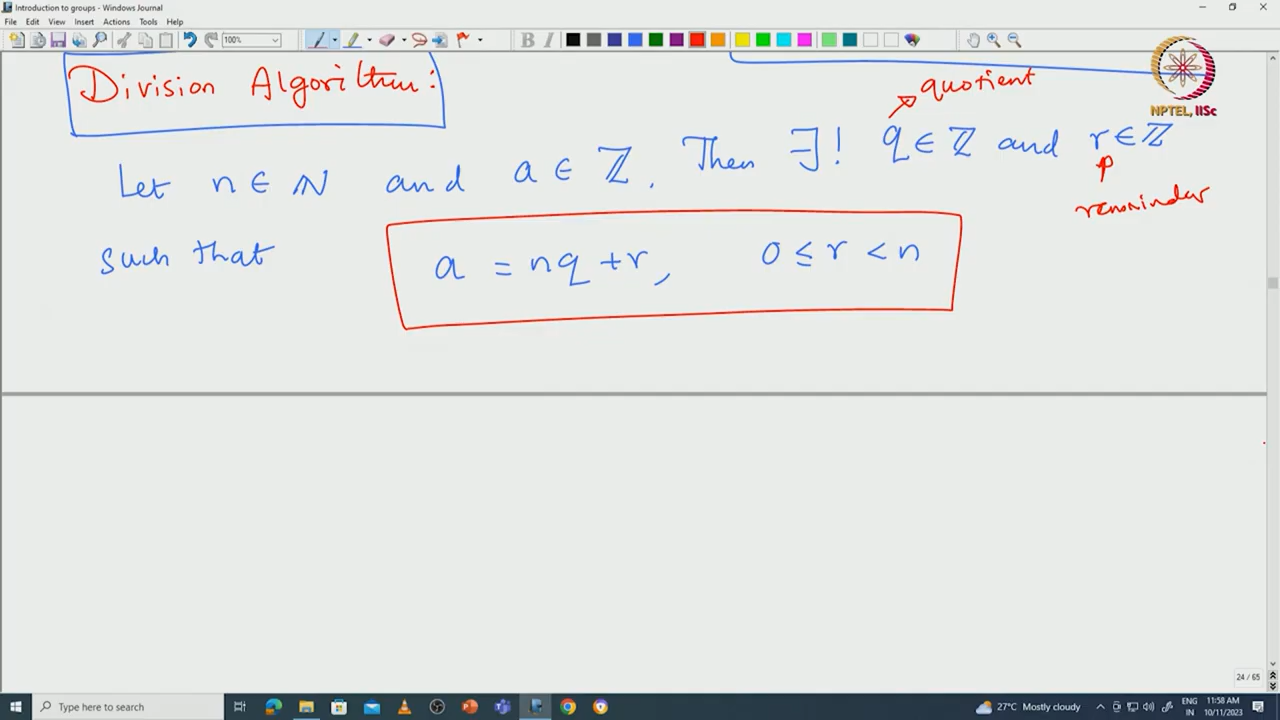 Introduction to groups - Windows Journal
File Edit View Insert Actions Tools Help
100%
B I
Division Algorithm:
quotient
NPTEL, IISc
Let n ∈ ℕ and a ∈ ℤ. Then ∃! q ∈ ℤ and r ∈ ℤ
remainder
such that a = nq + r, 0 ≤ r < n
24 / 65
Type here to search
27°C Mostly cloudy
ENG
IN
11:58 AM
10/11/2023